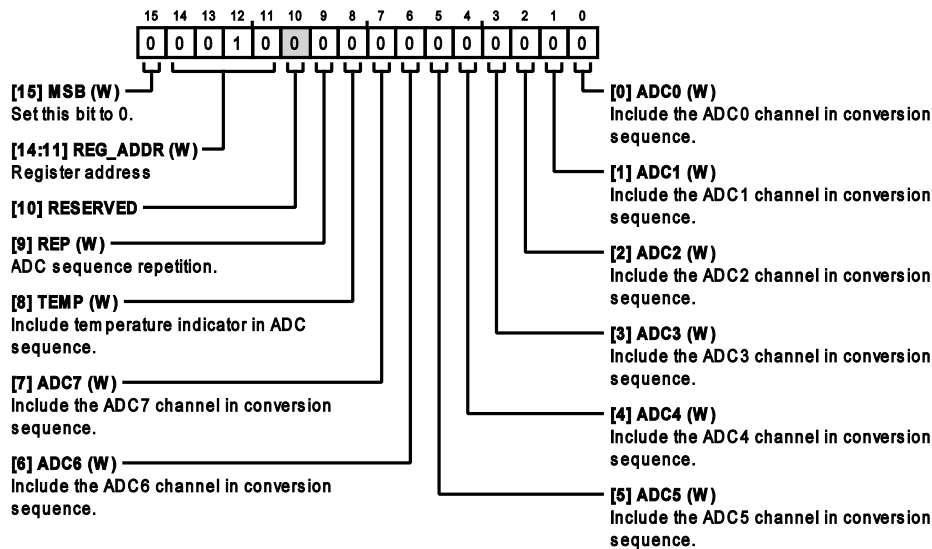 15 14 13 12 11 10 9 8 7 6 5 4 3 2 1 0
0 0 0 1 0 0 0 0 0 0 0 0 0 0 0 0
[15] MSB (W)
Set this bit to 0.
[14:11] REG_ADDR (W)
Register address
[10] RESERVED
[9] REP (W)
ADC sequence repetition.
[8] TEMP (W)
Include temperature indicator in ADC
sequence.
[7] ADC7 (W)
Include the ADC7 channel in conversion
sequence.
[6] ADC6 (W)
Include the ADC6 channel in conversion
sequence.
[0] ADC0 (W)
Include the ADC0 channel in conversion
sequence.
[1] ADC1 (W)
Include the ADC1 channel in conversion
sequence.
[2] ADC2 (W)
Include the ADC2 channel in conversion
sequence.
[3] ADC3 (W)
Include the ADC3 channel in conversion
sequence.
[4] ADC4 (W)
Include the ADC4 channel in conversion
sequence.
[5] ADC5 (W)
Include the ADC5 channel in conversion
sequence.